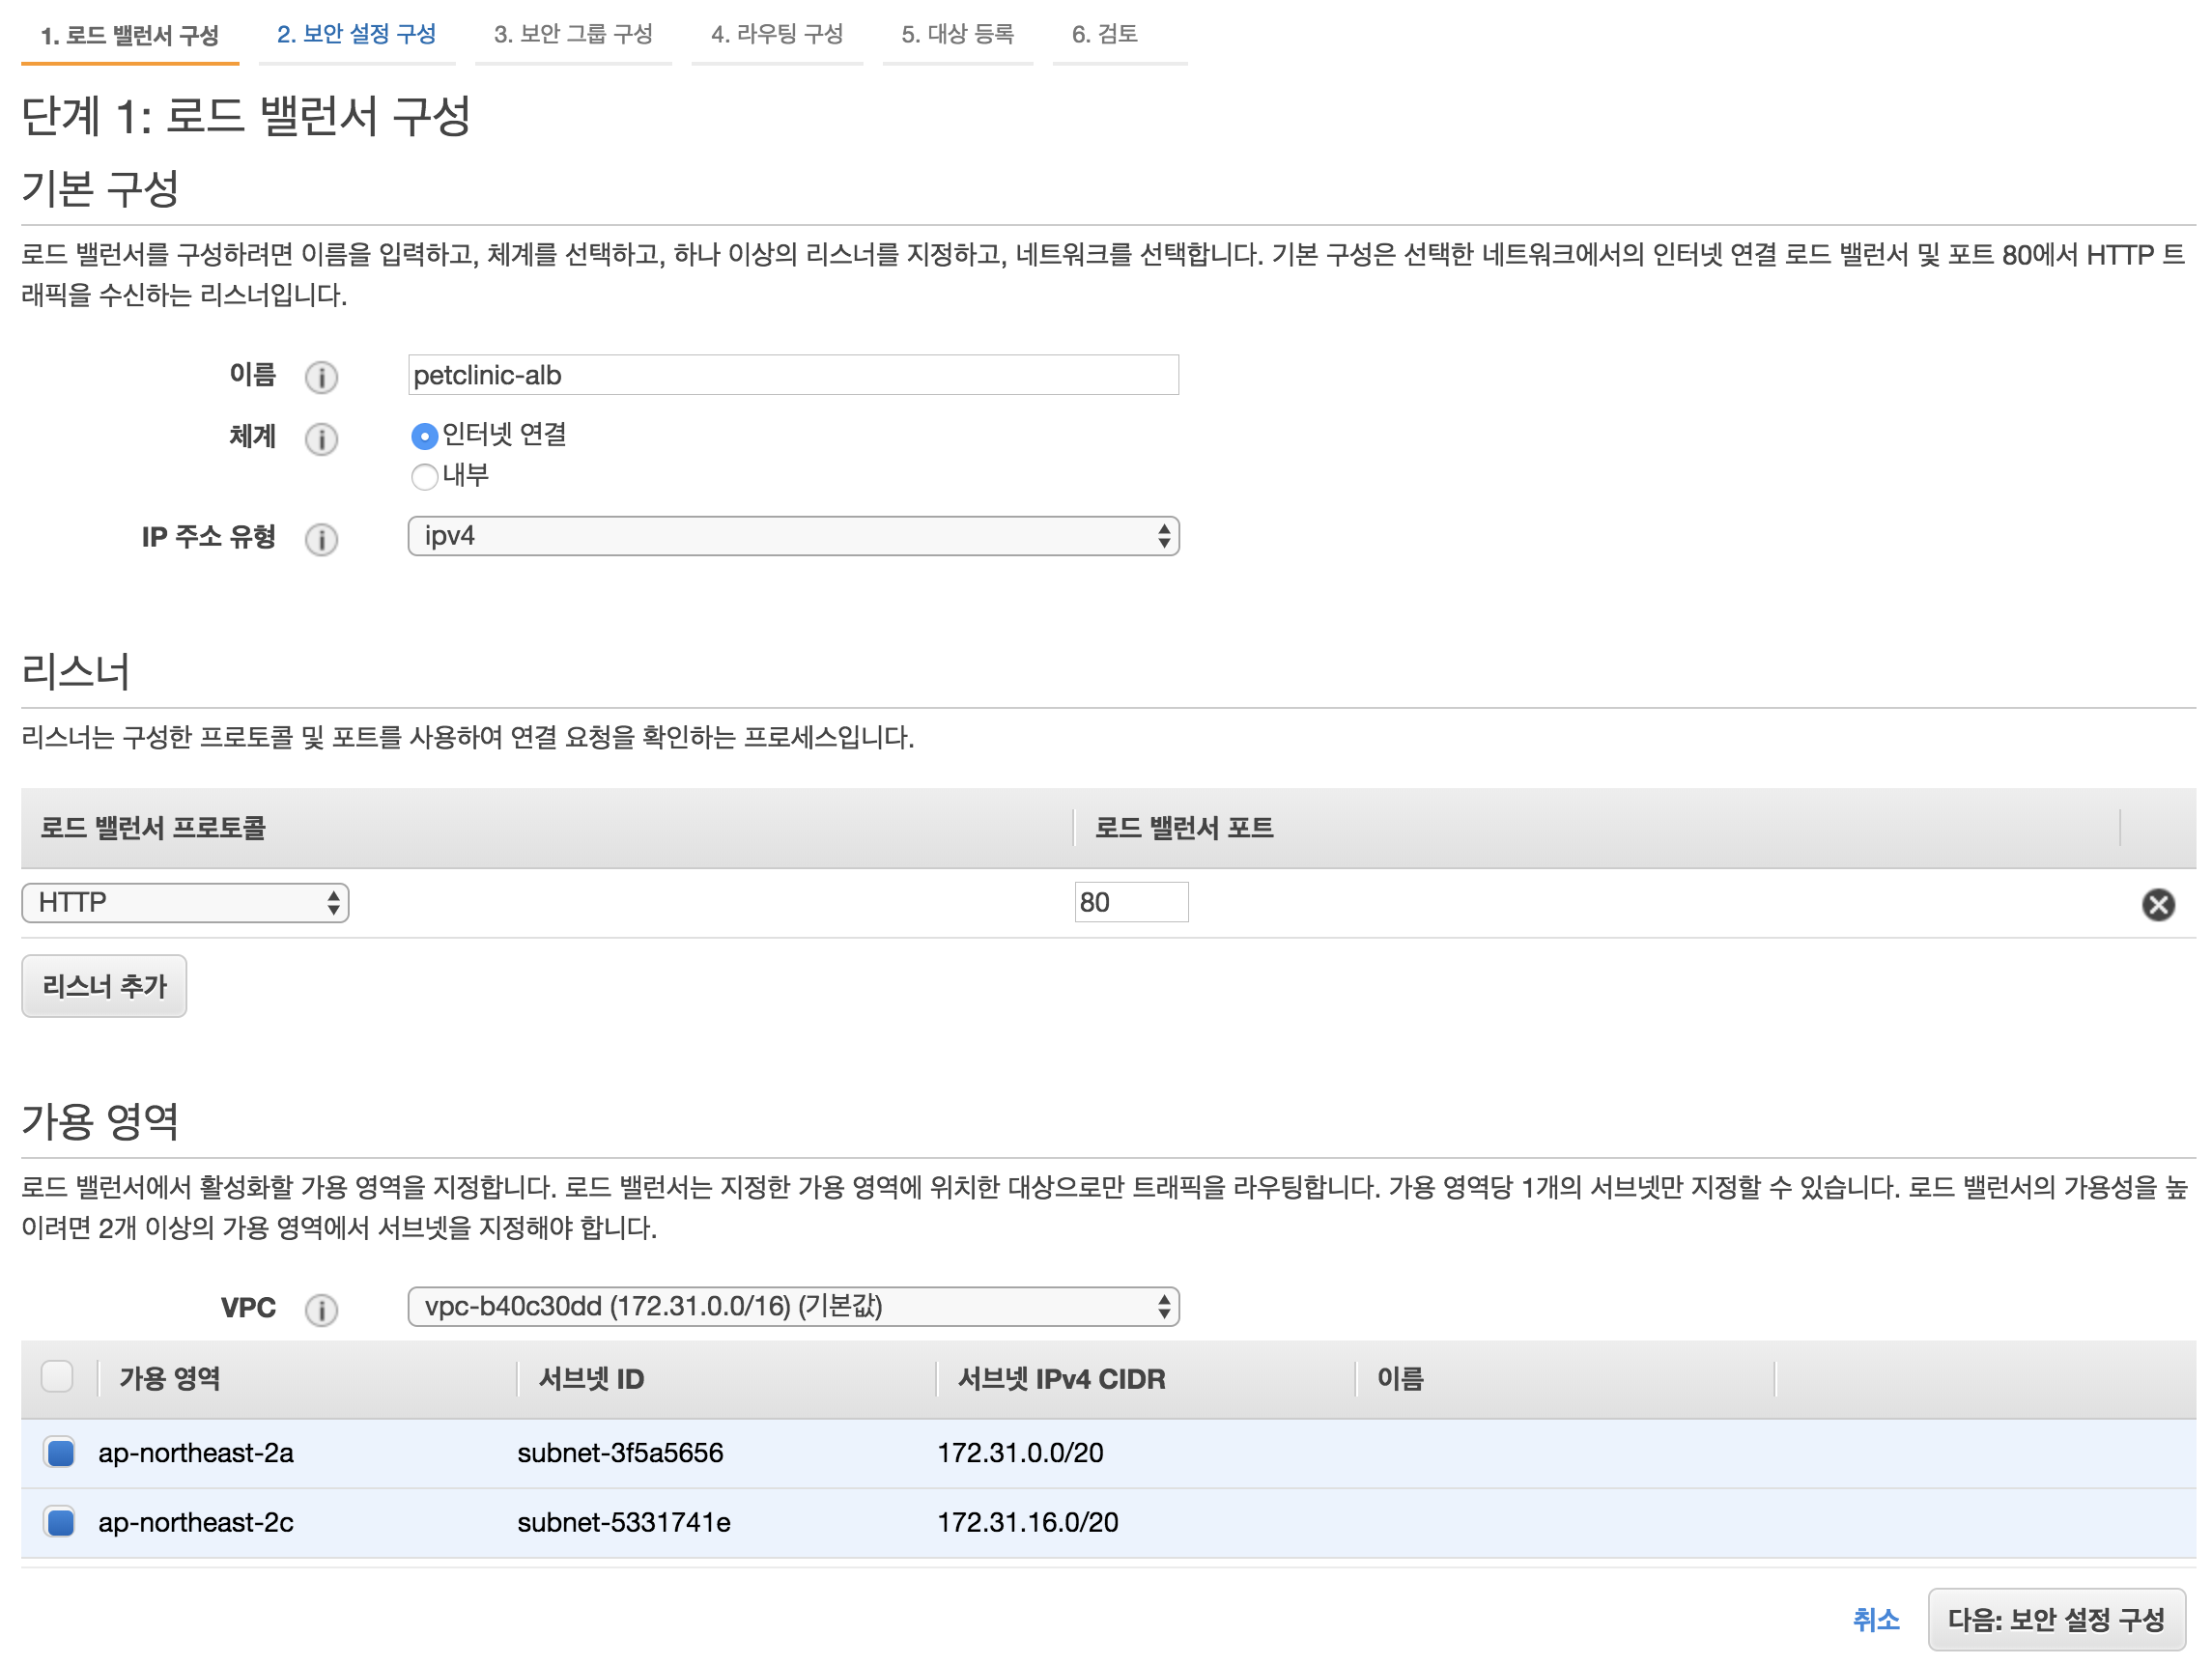 1. 로드 밸런서 구성 2. 보안 설정 구성 3. 보안 그룹 구성 4. 라우팅 구성 5. 대상 등록 6. 검토
단계 1: 로드 밸런서 구성
기본 구성
로드 밸런서를 구성하려면 이름을 입력하고, 체계를 선택하고, 하나 이상의 리스너를 지정하고, 네트워크를 선택합니다. 기본 구성은 선택한 네트워크에서의 인터넷 연결 로드 밸런서 및 포트 80에서 HTTP 트
래픽을 수신하는 리스너입니다.
이름 petclinic-alb
체계 인터넷 연결
내부
IP 주소 유형 ipv4
리스너
리스너는 구성한 프로토콜 및 포트를 사용하여 연결 요청을 확인하는 프로세스입니다.
로드 밸런서 프로토콜 로드 밸런서 포트
HTTP 80
리스너 추가
가용 영역
로드 밸런서에서 활성화할 가용 영역을 지정합니다. 로드 밸런서는 지정한 가용 영역에 위치한 대상으로만 트래픽을 라우팅합니다. 가용 영역당 1개의 서브넷만 지정할 수 있습니다. 로드 밸런서의 가용성을 높
이려면 2개 이상의 가용 영역에서 서브넷을 지정해야 합니다.
VPC vpc-b40c30dd (172.31.0.0/16) (기본값)
가용 영역 서브넷 ID 서브넷 IPv4 CIDR 이름
ap-northeast-2a subnet-3f5a5656 172.31.0.0/20
ap-northeast-2c subnet-5331741e 172.31.16.0/20
취소 다음: 보안 설정 구성